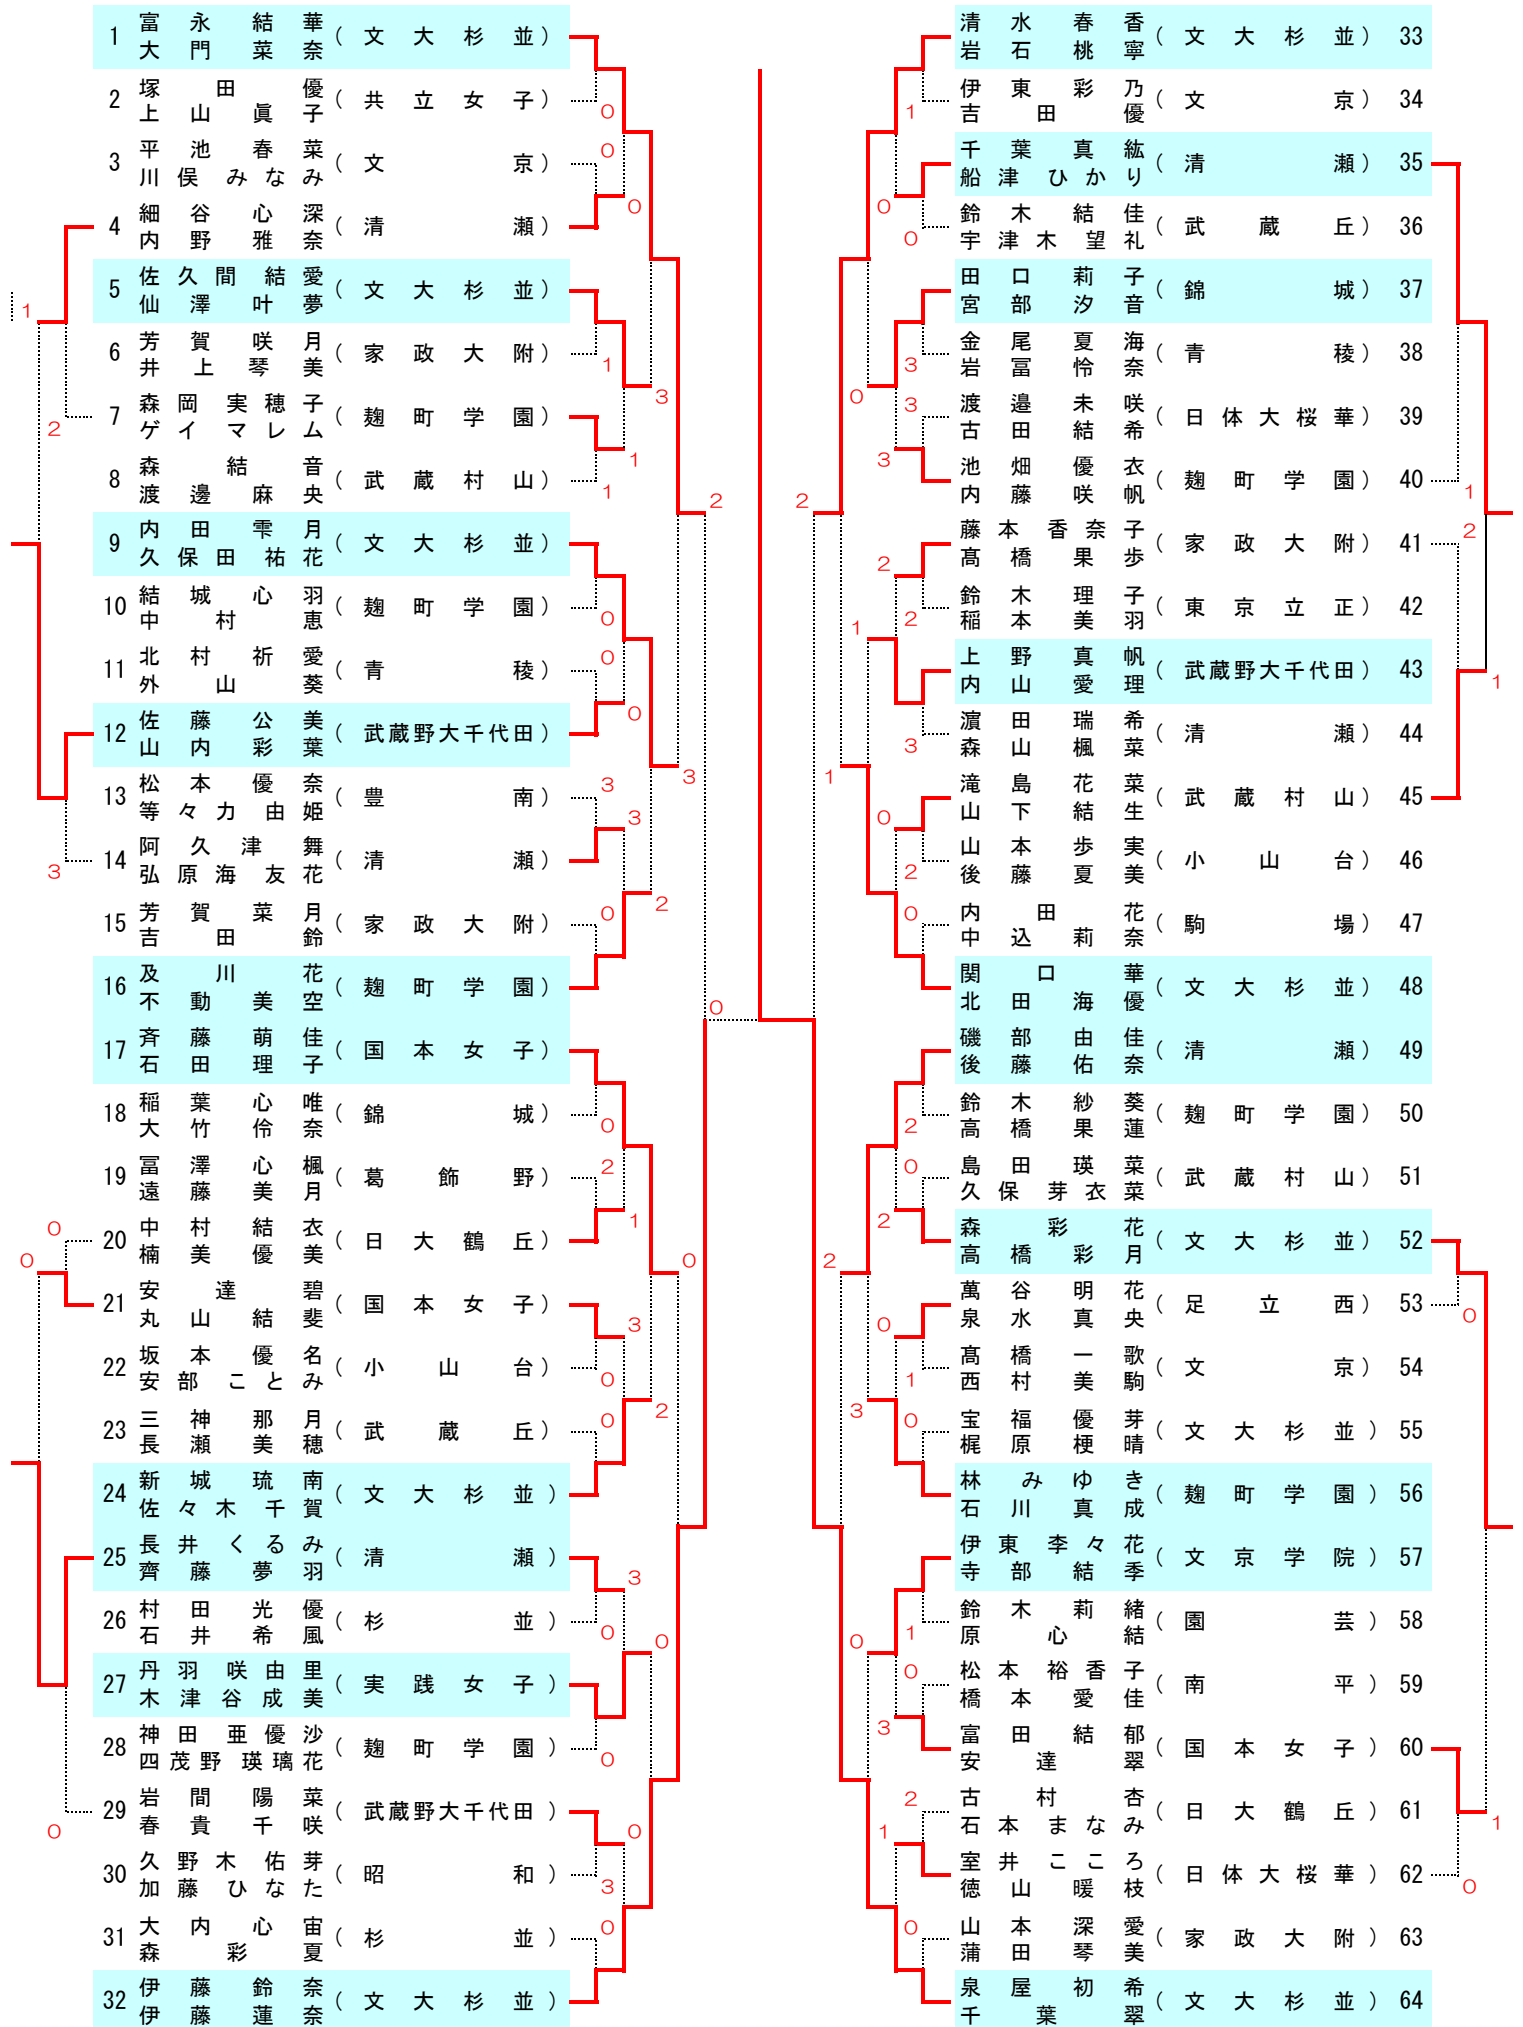 1 富永結華 大門菜奈 (文大杉並)
2 塚田優 上山眞子 (共立女子)
3 平池春菜 川俣みなみ (文京)
4 細谷心深 内野雅奈 (清瀬)
5 佐久間結愛 仙澤叶夢 (文大杉並)
6 芳賀咲月 井上琴美 (家政大附)
7 森岡実穂子 ゲイマレム (麹町学園)
8 森結音 渡邊麻央 (武蔵村山)
9 内田雫月 久保田祐花 (文大杉並)
10 結城心羽 中村恵 (麹町学園)
11 北村祈愛 外山葵 (青稜)
12 佐藤公美 山内彩葉 (武蔵野大千代田)
13 松本優奈 等々力由姫 (豊南)
14 阿久津舞 弘原海友花 (清瀬)
15 芳賀菜月 吉田鈴 (家政大附)
16 及川花 不動美空 (麹町学園)
17 斉藤萌佳 石田理子 (国本女子)
18 稲葉心唯 大竹伶奈 (錦城)
19 冨澤心楓 遠藤美月 (葛飾野)
20 中村結衣 楠美優美 (日大鶴丘)
21 安達碧 丸山結斐 (国本女子)
22 坂本優名 安部ことみ (小山台)
23 三神那月 長瀬美穂 (武蔵丘)
24 新城琉南 佐々木千賀 (文大杉並)
25 長井くるみ 齊藤夢羽 (清瀬)
26 村田光優 石井希風 (杉並)
27 丹羽咲由里 木津谷成美 (実践女子)
28 神田亜優沙 四茂野瑛璃花 (麹町学園)
29 岩間陽菜 春貴千咲 (武蔵野大千代田)
30 久野木佑芽 加藤ひなた (昭和)
31 大内心宙 森彩夏 (杉並)
32 伊藤鈴奈 伊藤蓮奈 (文大杉並)
清水春香 岩石桃寧 (文大杉並) 33
伊東彩乃 吉田優 (文京) 34
千葉真紘 船津ひかり (清瀬) 35
鈴木結佳 宇津木望礼 (武蔵丘) 36
田口莉子 宮部汐音 (錦城) 37
金尾夏海 岩冨怜奈 (青稜) 38
渡邉未咲 古田結希 (日体大桜華) 39
池畑優衣 内藤咲帆 (麹町学園) 40
藤本香奈子 髙橋果歩 (家政大附) 41
鈴木理子 稲本美羽 (東京立正) 42
上野真帆 内山愛理 (武蔵野大千代田) 43
濵田瑞希 森山楓菜 (清瀬) 44
滝島花菜 山下結生 (武蔵村山) 45
山本歩実 後藤夏美 (小山台) 46
内田花 中込莉奈 (駒場) 47
関口華 北田海優 (文大杉並) 48
磯部由佳 後藤佑奈 (清瀬) 49
鈴木紗葵 高橋果蓮 (麹町学園) 50
島田瑛菜 久保芽衣菜 (武蔵村山) 51
森彩花 高橋彩月 (文大杉並) 52
萬谷明花 泉水真央 (足立西) 53
髙橋一歌 西村美駒 (文京) 54
宝福優芽 梶原梗晴 (文大杉並) 55
林みゆき 石川真成 (麹町学園) 56
伊東李々花 寺部結季 (文京学院) 57
鈴木莉緒 原心結 (園芸) 58
松本裕香子 橋本愛佳 (南平) 59
富田結郁 安達翠 (国本女子) 60
古村杏 石本まなみ (日大鶴丘) 61
室井こころ 徳山暖枝 (日体大桜華) 62
山本深愛 蒲田琴美 (家政大附) 63
泉屋初希 千葉翠 (文大杉並) 64